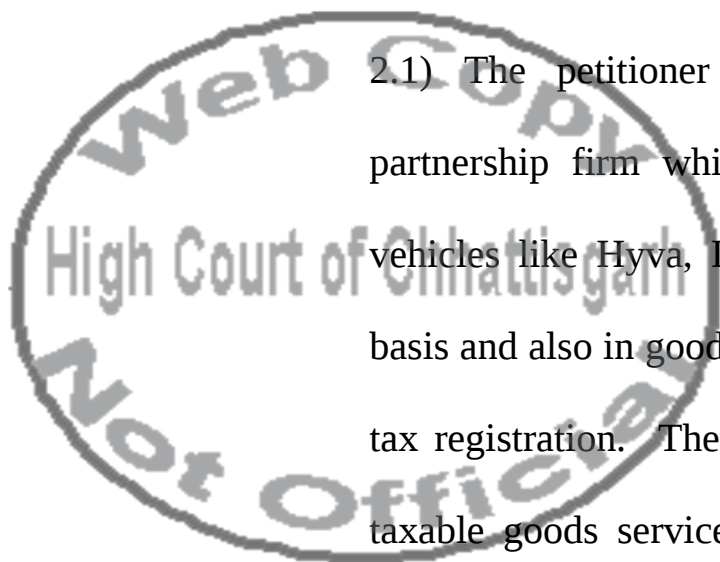 Web Copy
High Court of Chhattisgarh
Not Official
2.1) The petitioner
partnership firm whi
vehicles like Hyva,
basis and also in good
tax registration. The
taxable goods service